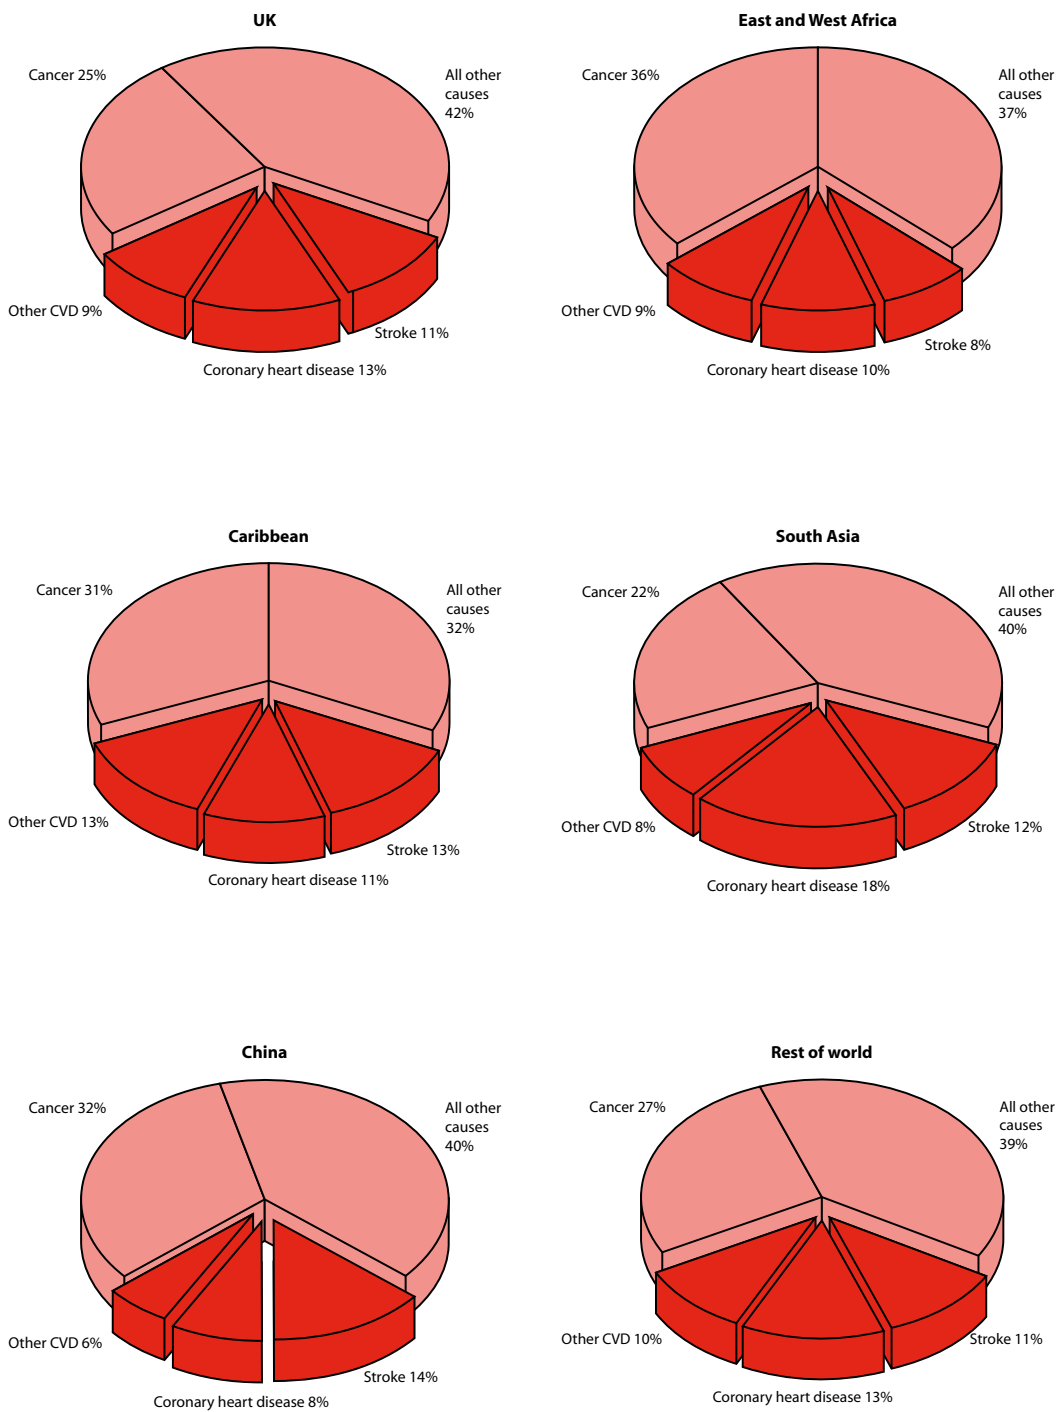 UK
Cancer 25%
All other
causes
42%
Other CVD 9%
Stroke 11%
Coronary heart disease 13%
East and West Africa
Cancer 36%
All other
causes
37%
Other CVD 9%
Stroke 8%
Coronary heart disease 10%
Caribbean
Cancer 31%
All other
causes
32%
Other CVD 13%
Stroke 13%
Coronary heart disease 11%
South Asia
Cancer 22%
All other
causes
40%
Other CVD 8%
Stroke 12%
Coronary heart disease 18%
China
Cancer 32%
All other
causes
40%
Other CVD 6%
Stroke 14%
Coronary heart disease 8%
Rest of world
Cancer 27%
All other
causes
39%
Other CVD 10%
Stroke 11%
Coronary heart disease 13%